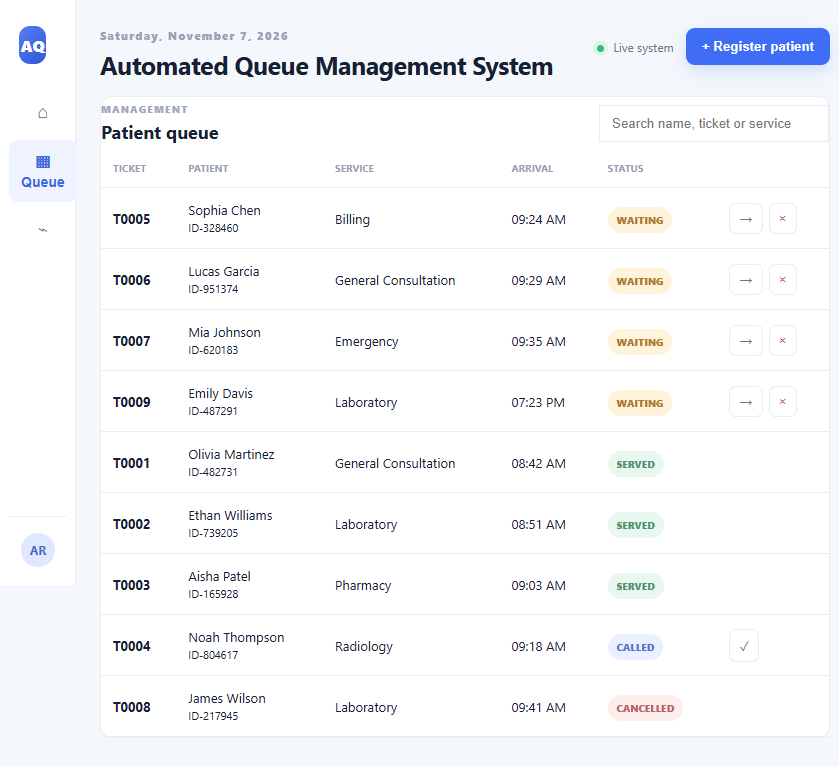 AQ
Queue
AR
Saturday, November 7, 2026
Automated Queue Management System
Live system
+ Register patient
MANAGEMENT
Patient queue
Search name, ticket or service
TICKET PATIENT SERVICE ARRIVAL STATUS
T0005 Sophia Chen Billing 09:24 AM WAITING → ×
ID-328460
T0006 Lucas Garcia General Consultation 09:29 AM WAITING → ×
ID-951374
T0007 Mia Johnson Emergency 09:35 AM WAITING → ×
ID-620183
T0009 Emily Davis Laboratory 07:23 PM WAITING → ×
ID-487291
T0001 Olivia Martinez General Consultation 08:42 AM SERVED
ID-482731
T0002 Ethan Williams Laboratory 08:51 AM SERVED
ID-739205
T0003 Aisha Patel Pharmacy 09:03 AM SERVED
ID-165928
T0004 Noah Thompson Radiology 09:18 AM CALLED ✓
ID-804617
T0008 James Wilson Laboratory 09:41 AM CANCELLED
ID-217945